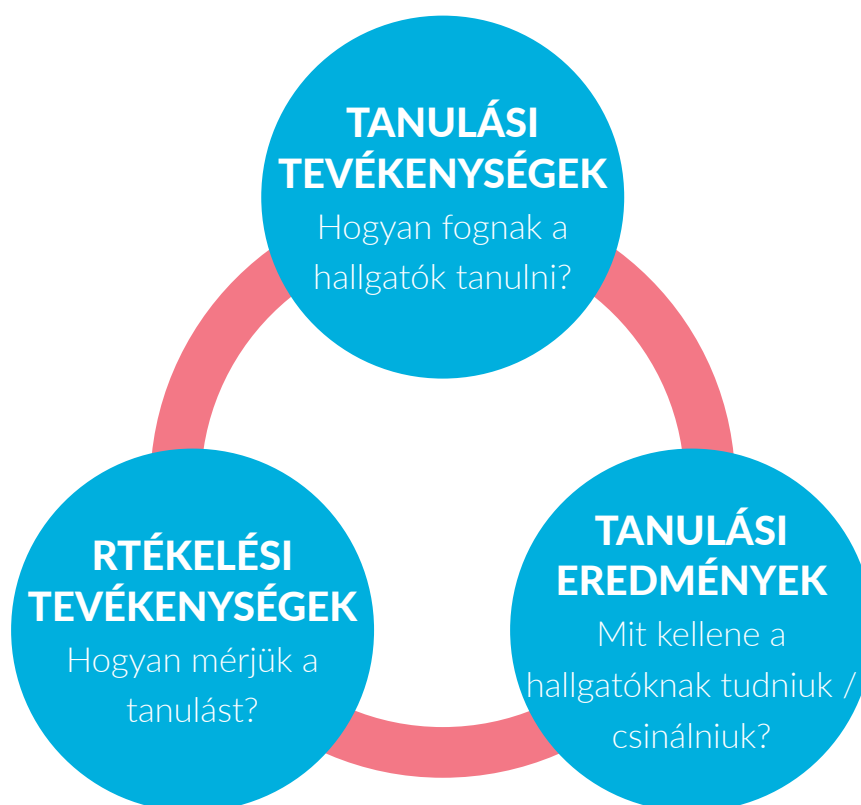 TANULÁSI
TEVÉKENYSÉGEK
Hogyan fognak a
hallgatók tanulni?
RTÉKELÉSI
TEVÉKENYSÉGEK
Hogyan mérjük a
tanulást?
TANULÁSI
EREDMÉNYEK
Mit kellene a
hallgatóknak tudniuk /
csinálniuk?